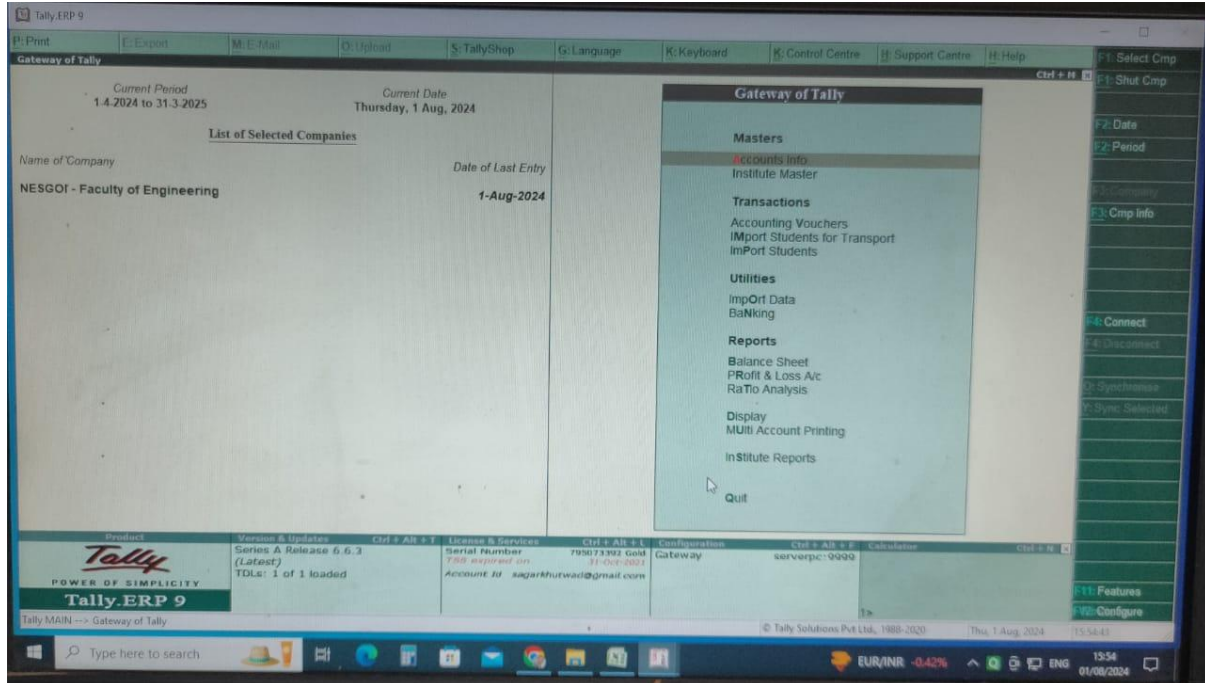 Tally.ERP 9
P: Print E: Export M: E-Mail O: Upload S: TallyShop G: Language K: Keyboard K: Control Centre H: Support Centre H: Help
Gateway of Tally
Ctrl + M
Current Period
1-4-2024 to 31-3-2025
Current Date
Thursday, 1 Aug, 2024
List of Selected Companies
Name of Company
Date of Last Entry
NESGOI - Faculty of Engineering
1-Aug-2024
Gateway of Tally
Masters
Accounts Info
Institute Master
Transactions
Accounting Vouchers
IMport Students for Transport
ImPort Students
Utilities
impOrt Data
BaNking
Reports
Balance Sheet
PRofit & Loss A/c
RaTio Analysis
Display
MUlti Account Printing
InStitute Reports
Quit
F1: Select Cmp
F1: Shut Cmp
F2: Date
F2: Period
F3: Company
F3: Cmp Info
F4: Connect
F4: Disconnect
O: Synchronise
Y: Sync Selected
F11: Features
F12: Configure
Product
Tally
POWER OF SIMPLICITY
Tally.ERP 9
Version & Updates Ctrl + Alt + T
Series A Release 6.6.3
(Latest)
TDLs: 1 of 1 loaded
License & Services Ctrl + Alt + L
Serial Number 795073392 Gold
TSS expired on 31-Oct-2021
Account Id sagarkhutwad@gmail.com
Configuration Ctrl + Alt + F
Gateway serverpc:9999
Calculator Ctrl + N
1>
Tally MAIN --> Gateway of Tally
© Tally Solutions Pvt Ltd., 1988-2020
Thu, 1 Aug, 2024
15:54:43
Type here to search
EUR/INR -0.42%
ENG
15:54
01/08/2024